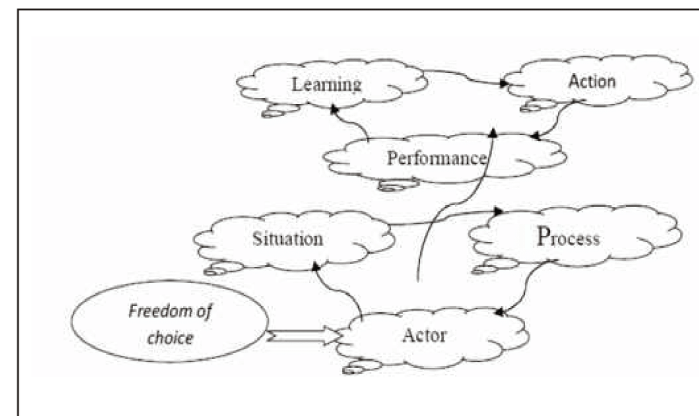 Learning
Action
Performance
Situation
Process
Freedom of
choice
Actor